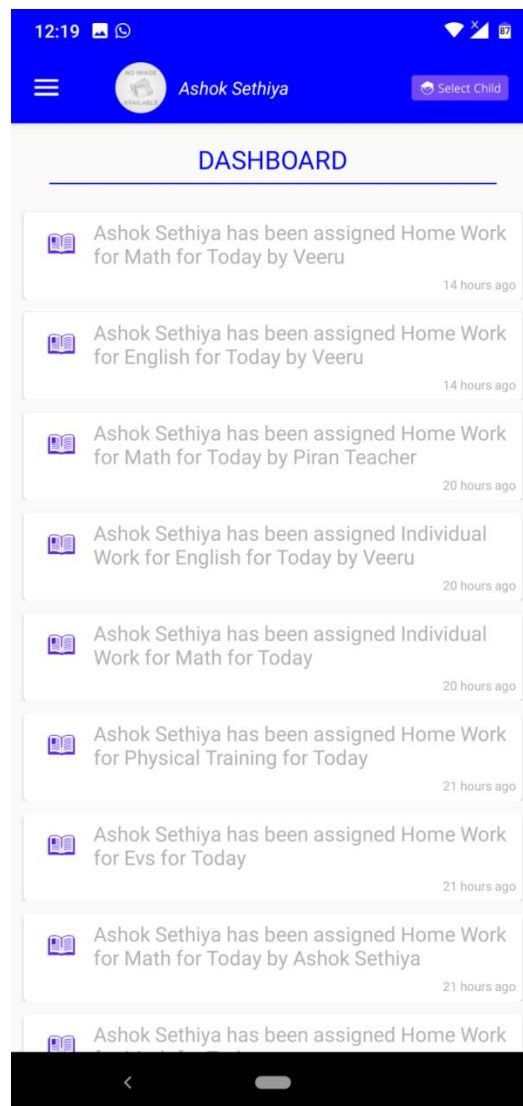 12:19
87
NO IMAGE
AVAILABLE
Ashok Sethiya
Select Child
DASHBOARD
Ashok Sethiya has been assigned Home Work
for Math for Today by Veeru
14 hours ago
Ashok Sethiya has been assigned Home Work
for English for Today by Veeru
14 hours ago
Ashok Sethiya has been assigned Home Work
for Math for Today by Piran Teacher
20 hours ago
Ashok Sethiya has been assigned Individual
Work for English for Today by Veeru
20 hours ago
Ashok Sethiya has been assigned Individual
Work for Math for Today
20 hours ago
Ashok Sethiya has been assigned Home Work
for Physical Training for Today
21 hours ago
Ashok Sethiya has been assigned Home Work
for Evs for Today
21 hours ago
Ashok Sethiya has been assigned Home Work
for Math for Today by Ashok Sethiya
21 hours ago
Ashok Sethiya has been assigned Home Work